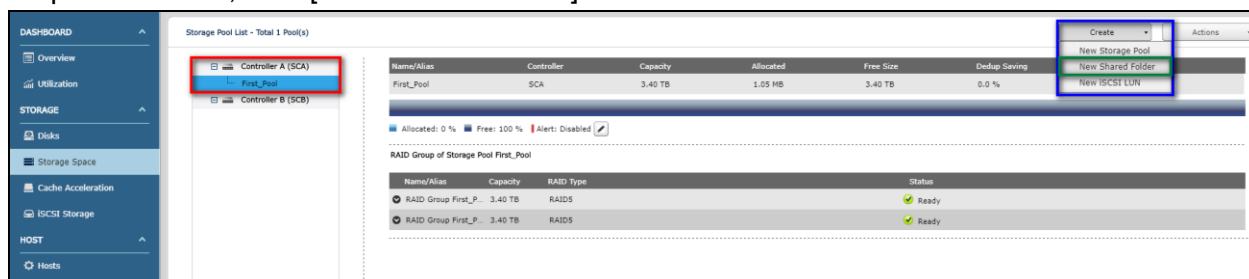 DASHBOARD
Overview
Utilization
STORAGE
Disks
Storage Space
Cache Acceleration
iSCSI Storage
HOST
Hosts
Storage Pool List - Total 1 Pool(s)
Create
Actions
New Storage Pool
New Shared Folder
New iSCSI LUN
Controller A (SCA)
First_Pool
Controller B (SCB)
Name/Alias Controller Capacity Allocated Free Size Dedup Saving
First_Pool SCA 3.40 TB 1.05 MB 3.40 TB 0.0 %
Allocated: 0 % Free: 100 % Alert: Disabled
RAID Group of Storage Pool First_Pool
Name/Alias Capacity RAID Type Status
RAID Group First_P... 3.40 TB RAID5 Ready
RAID Group First_P... 3.40 TB RAID5 Ready